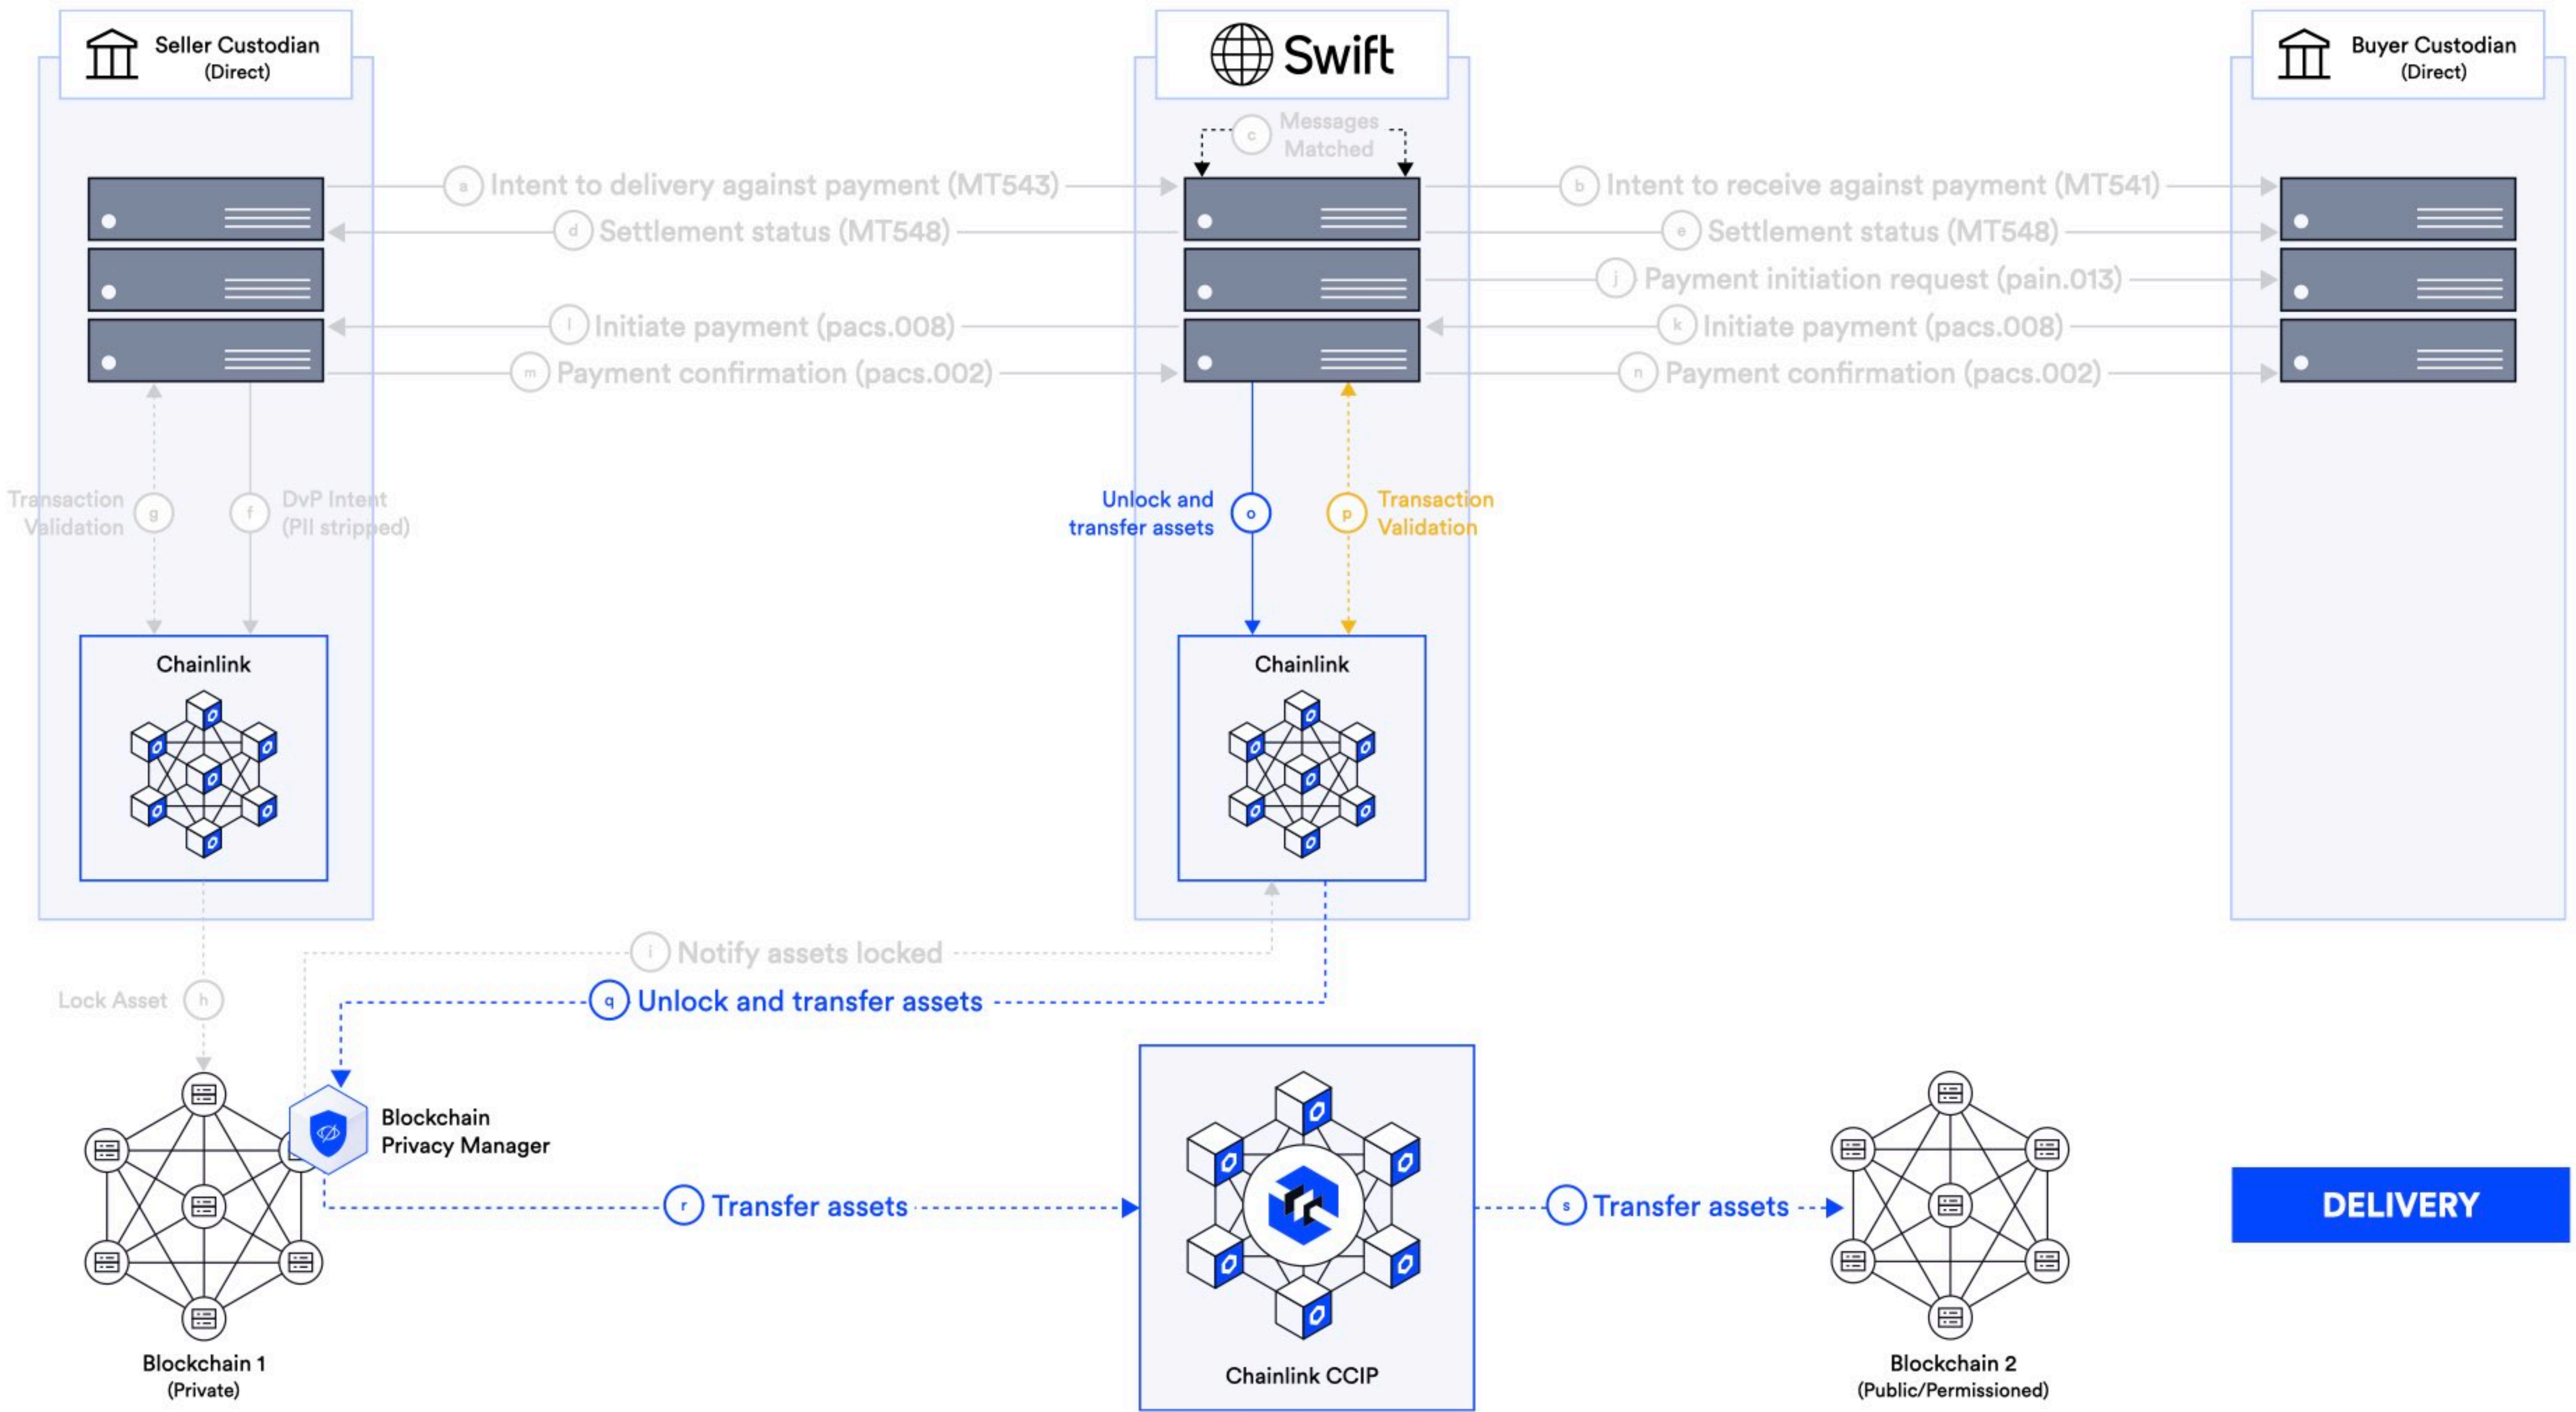 Seller Custodian
(Direct)
Swift
Buyer Custodian
(Direct)
c
Messages
Matched
a Intent to delivery against payment (MT543)
b Intent to receive against payment (MT541)
d Settlement status (MT548)
e Settlement status (MT548)
j Payment initiation request (pain.013)
l Initiate payment (pacs.008)
k Initiate payment (pacs.008)
m Payment confirmation (pacs.002)
n Payment confirmation (pacs.002)
Transaction
Validation
g
f
DvP Intent
(PII stripped)
Unlock and
transfer assets
o
p
Transaction
Validation
Chainlink
Chainlink
i Notify assets locked
Lock Asset h
q Unlock and transfer assets
Blockchain
Privacy Manager
r Transfer assets
s Transfer assets
DELIVERY
Blockchain 1
(Private)
Chainlink CCIP
Blockchain 2
(Public/Permissioned)